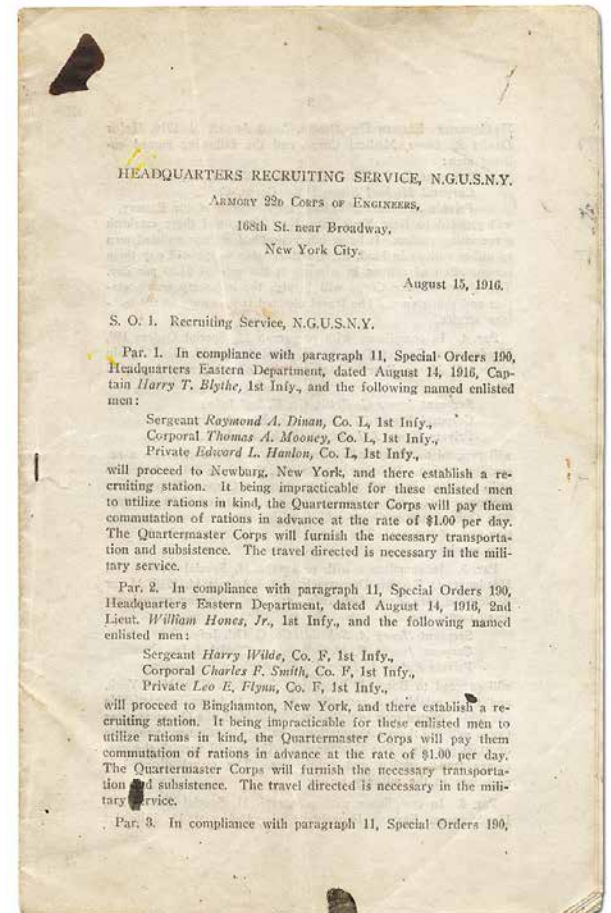 HEADQUARTERS RECRUITING SERVICE, N.G.U.S.N.Y.
ARMORY 22D CORPS OF ENGINEERS,
168th St. near Broadway,
New York City.
August 15, 1916.
S. O. 1. Recruiting Service, N.G.U.S.N.Y.
Par. 1. In compliance with paragraph 11, Special Orders 190,
Headquarters Eastern Department, dated August 14, 1916, Cap-
tain Harry T. Blythe, 1st Infy., and the following named enlisted
men:
Sergeant Raymond A. Dinan, Co. L, 1st Infy.,
Corporal Thomas A. Mooney, Co. L, 1st Infy.,
Private Edward L. Hanlon, Co. L, 1st Infy.,
will proceed to Newburg, New York, and there establish a re-
cruiting station. It being impracticable for these enlisted men
to utilize rations in kind, the Quartermaster Corps will pay them
commutation of rations in advance at the rate of $1.00 per day.
The Quartermaster Corps will furnish the necessary transporta-
tion and subsistence. The travel directed is necessary in the mili-
tary service.
Par. 2. In compliance with paragraph 11, Special Orders 190,
Headquarters Eastern Department, dated August 14, 1916, 2nd
Lieut. William Hones, Jr., 1st Infy., and the following named
enlisted men:
Sergeant Harry Wilde, Co. F, 1st Infy.,
Corporal Charles F. Smith, Co. F, 1st Infy.,
Private Leo E. Flynn, Co. F, 1st Infy.,
will proceed to Binghamton, New York, and there establish a re-
cruiting station. It being impracticable for these enlisted men to
utilize rations in kind, the Quartermaster Corps will pay them
commutation of rations in advance at the rate of $1.00 per day.
The Quartermaster Corps will furnish the necessary transporta-
tion and subsistence. The travel directed is necessary in the mili-
tary service.
Par. 3. In compliance with paragraph 11, Special Orders 190,